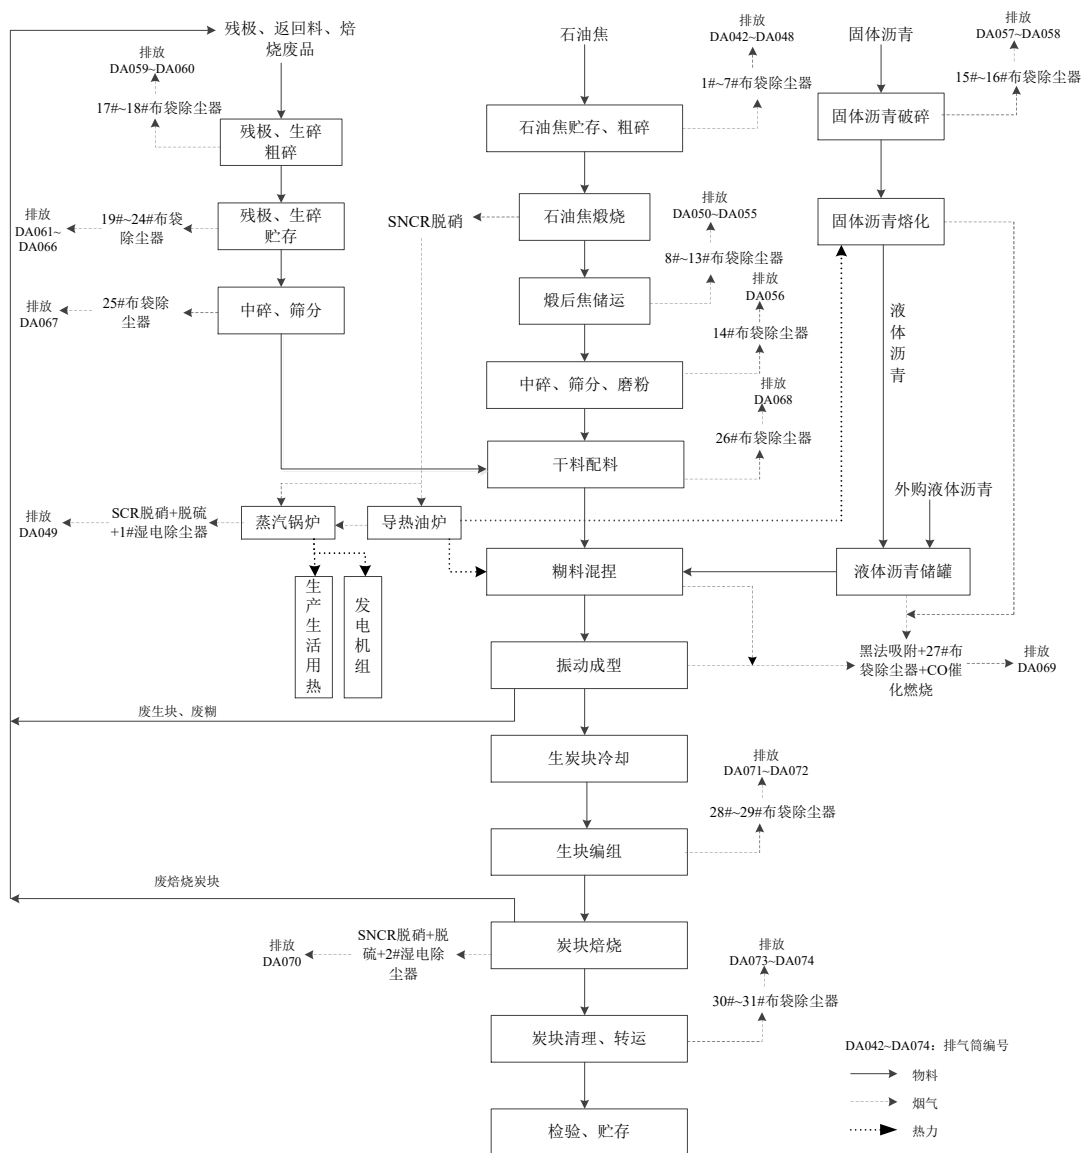 残极、返回料、焙
烧废品
石油焦
固体沥青
排放
DA059~DA060
17#~18#布袋除尘器
残极、生碎
粗碎
排放
DA042~DA048
1#~7#布袋除尘器
石油焦贮存、粗碎
排放
DA057~DA058
15#~16#布袋除尘器
固体沥青破碎
排放
DA061~
DA066
19#~24#布袋
除尘器
残极、生碎
贮存
SNCR脱硝
石油焦煅烧
排放
DA050~DA055
8#~13#布袋除尘器
固体沥青熔化
排放
DA067
25#布袋除
尘器
中碎、筛分
煅后焦储运
排放
DA056
14#布袋除尘器
液
体
沥
青
中碎、筛分、磨粉
排放
DA068
26#布袋除尘器
干料配料
外购液体沥青
排放
DA049
SCR脱硝+脱硫
+1#湿电除尘器
蒸汽锅炉
导热油炉
糊料混捏
液体沥青储罐
生
产
生
活
用
热
发
电
机
组
振动成型
黑法吸附+27#布
袋除尘器+CO催
化燃烧
排放
DA069
废生块、废糊
生炭块冷却
排放
DA071~DA072
28#~29#布袋除尘器
生块编组
废焙烧炭块
排放
DA070
SNCR脱硝+脱
硫+2#湿电除
尘器
炭块焙烧
排放
DA073~DA074
30#~31#布袋除尘器
炭块清理、转运
检验、贮存
DA042~DA074：排气筒编号
物料
烟气
热力